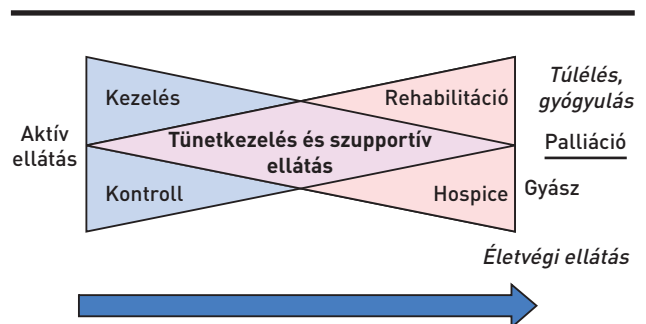 Kezelés
Rehabilitáció
Túlélés,
gyógyulás
Aktív
ellátás
Tünetkezelés és szupportív
ellátás
Palliáció
Kontroll
Hospice
Gyász
Életvégi ellátás